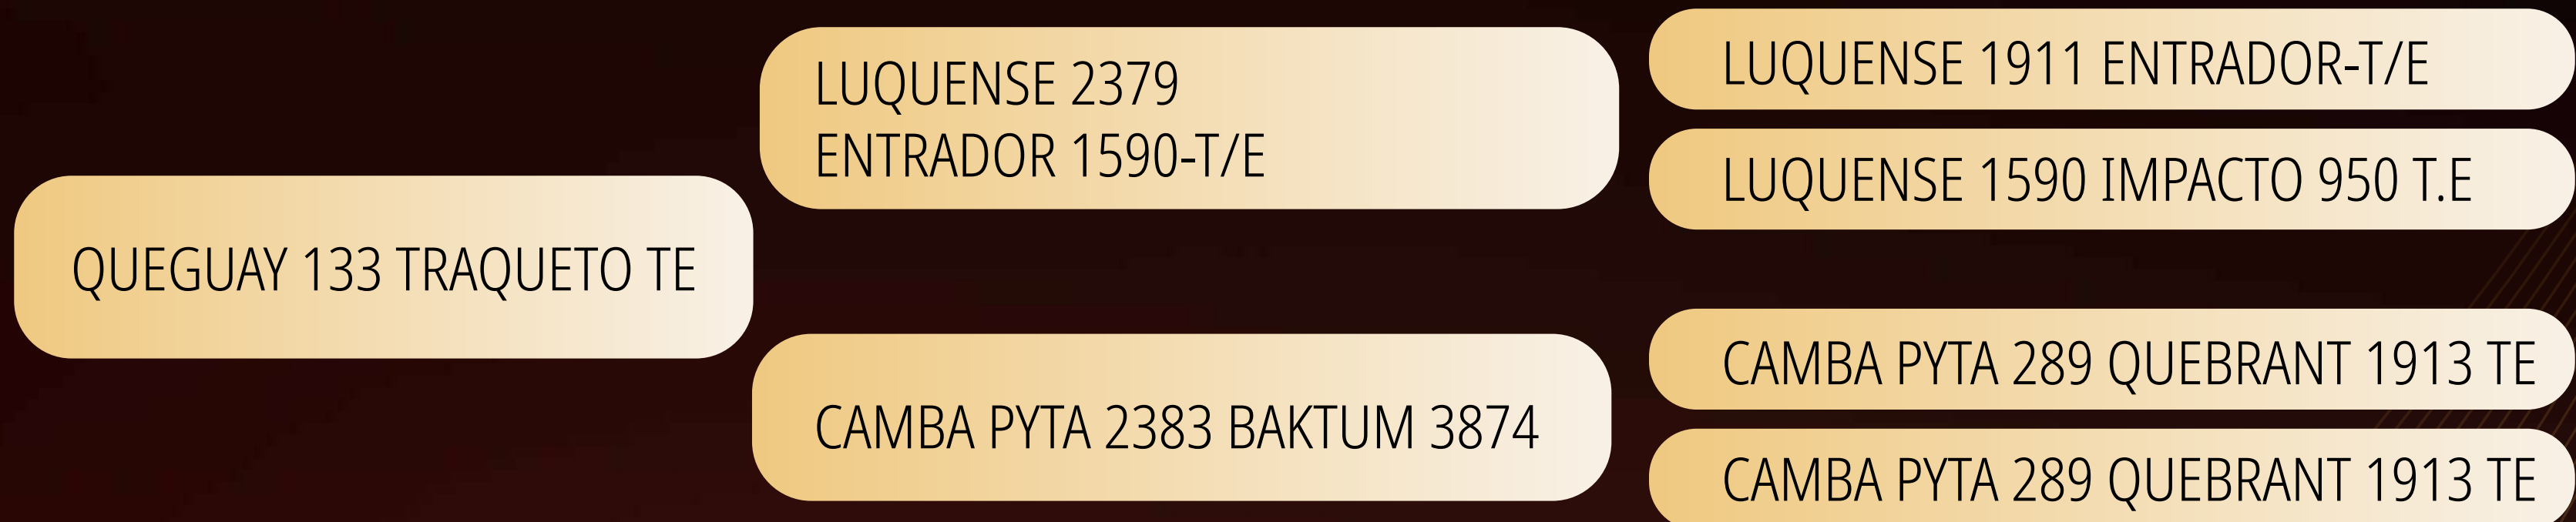 LUQUENSE 1911 ENTRADOR-T/E
LUQUENSE 2379
ENTRADOR 1590-T/E
LUQUENSE 1590 IMPACTO 950 T.E
QUEGUAY 133 TRAQUETO TE
CAMBA PYTA 289 QUEBRANT 1913 TE
CAMBA PYTA 2383 BAKTUM 3874
CAMBA PYTA 289 QUEBRANT 1913 TE